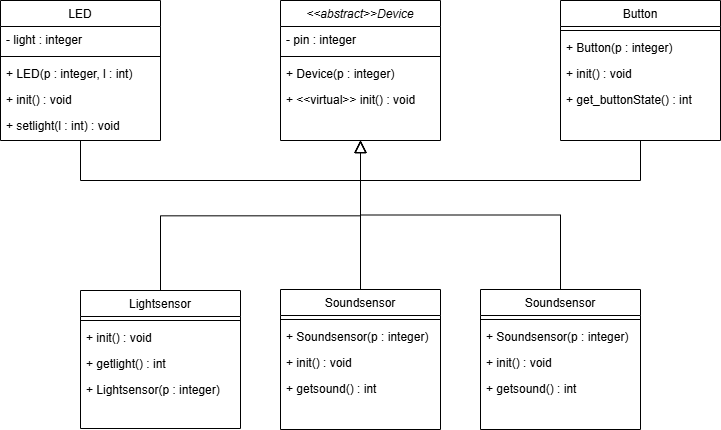 LED
- light : integer
+ LED(p : integer, l : int)
+ init() : void
+ setlight(l : int) : void
<<abstract>>Device
- pin : integer
+ Device(p : integer)
+ <<virtual>> init() : void
Button
+ Button(p : integer)
+ init() : void
+ get_buttonState() : int
Lightsensor
+ init() : void
+ getlight() : int
+ Lightsensor(p : integer)
Soundsensor
+ Soundsensor(p : integer)
+ init() : void
+ getsound() : int
Soundsensor
+ Soundsensor(p : integer)
+ init() : void
+ getsound() : int